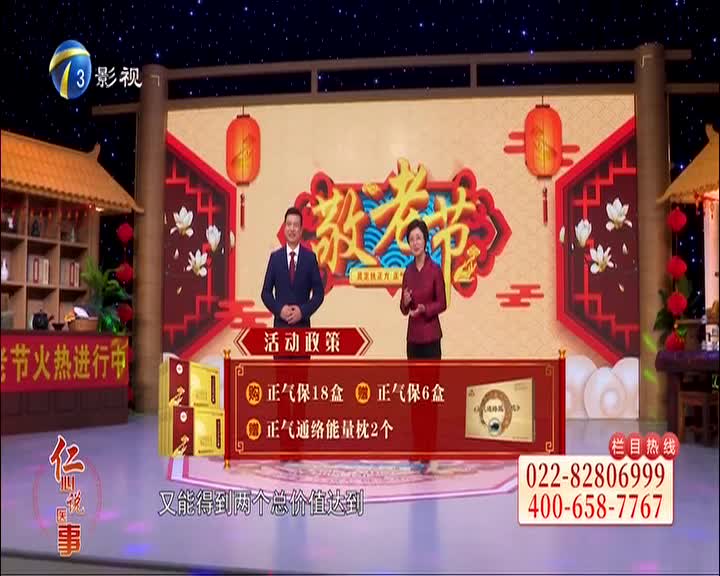 3 影视
敬老节
活动政策
购 正气保18盒 赠 正气保6盒
赠 正气通络能量枕2个
老节火热进行中
栏目热线
022-82806999
400-658-7767
仁心说医事
又能得到两个总价值达到